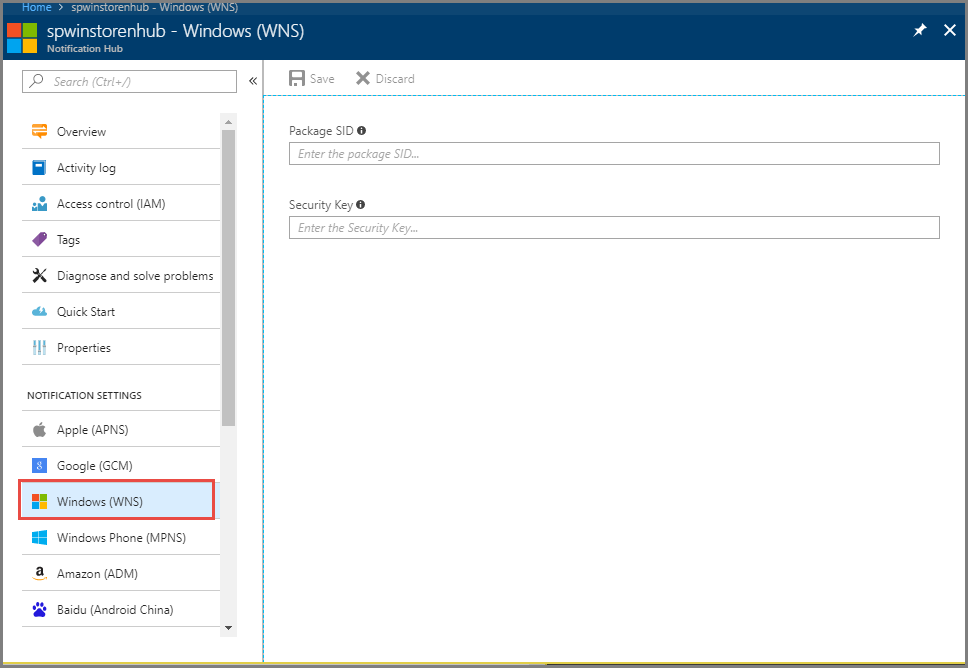 Home > spwinstorenhub - Windows (WNS)
spwinstorenhub - Windows (WNS)
Notification Hub
Search (Ctrl+/)
«
Save
Discard
Overview
Activity log
Access control (IAM)
Tags
Diagnose and solve problems
Quick Start
Properties
NOTIFICATION SETTINGS
Apple (APNS)
Google (GCM)
Windows (WNS)
Windows Phone (MPNS)
Amazon (ADM)
Baidu (Android China)
Package SID
Enter the package SID...
Security Key
Enter the Security Key...